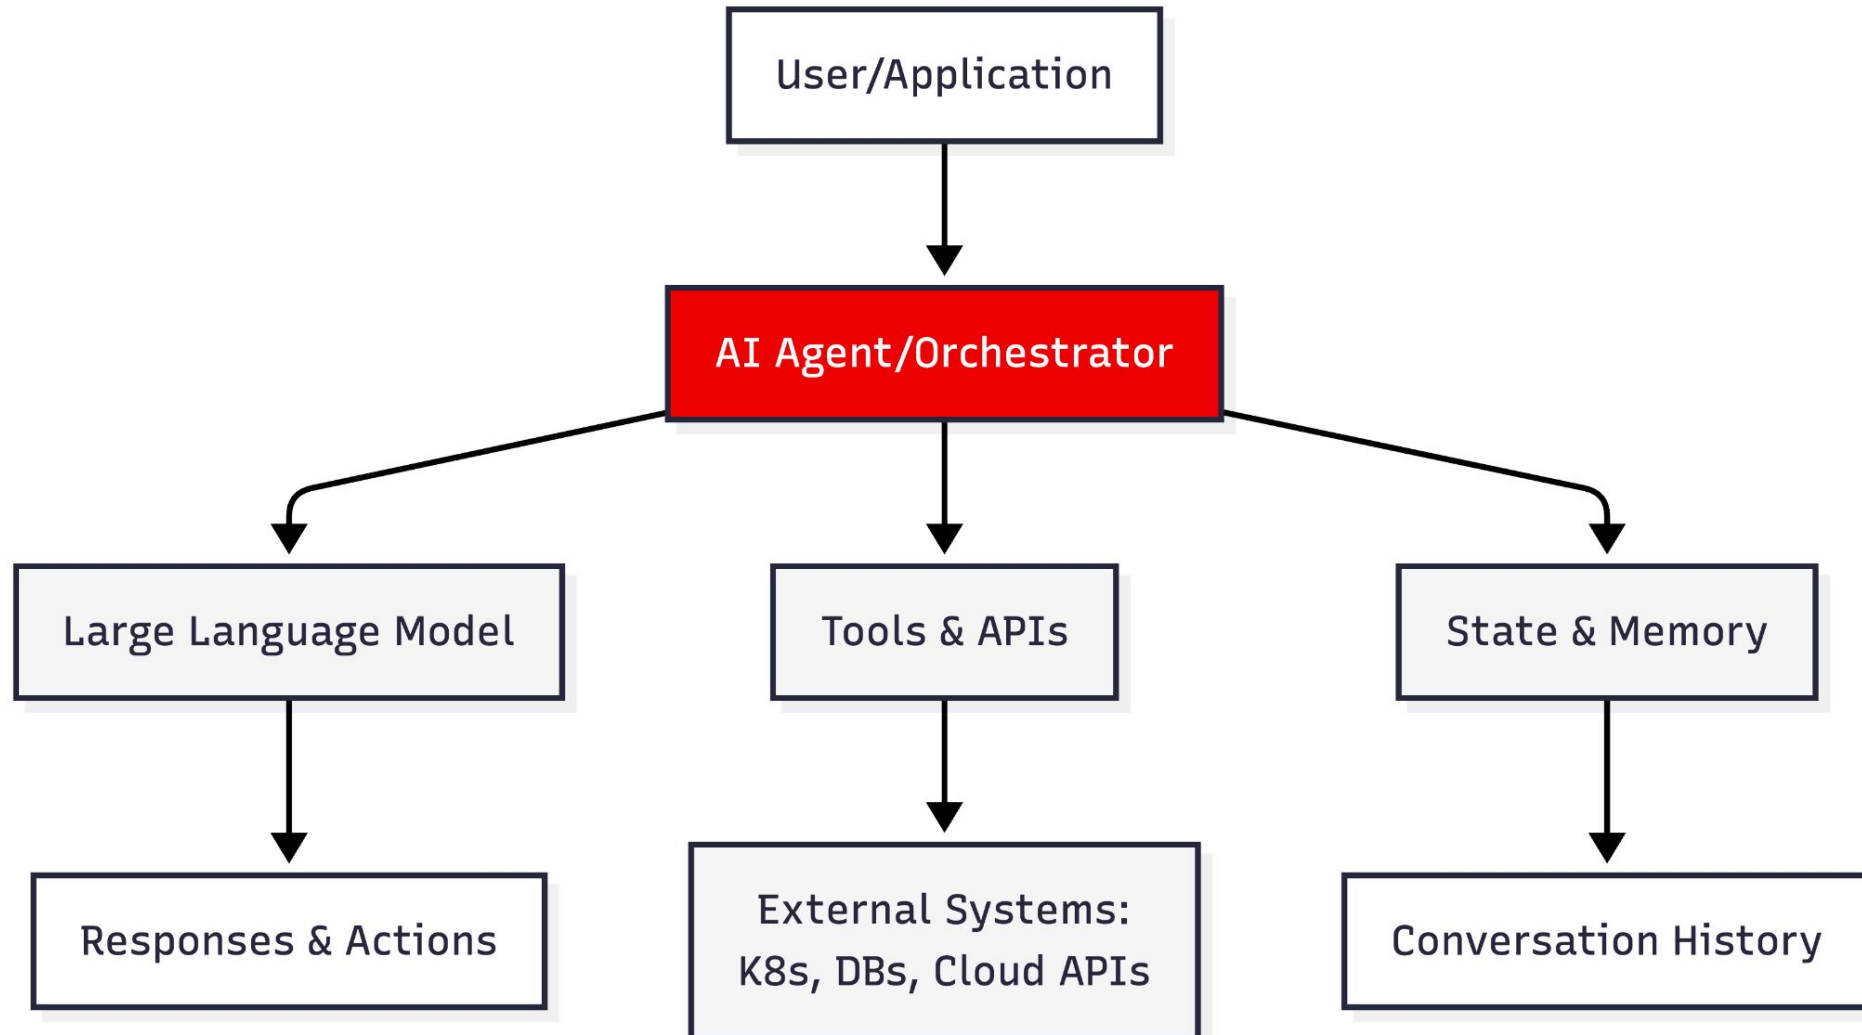 User/Application
AI Agent/Orchestrator
Large Language Model
Tools & APIs
State & Memory
Responses & Actions
External Systems:
K8s, DBs, Cloud APIs
Conversation History